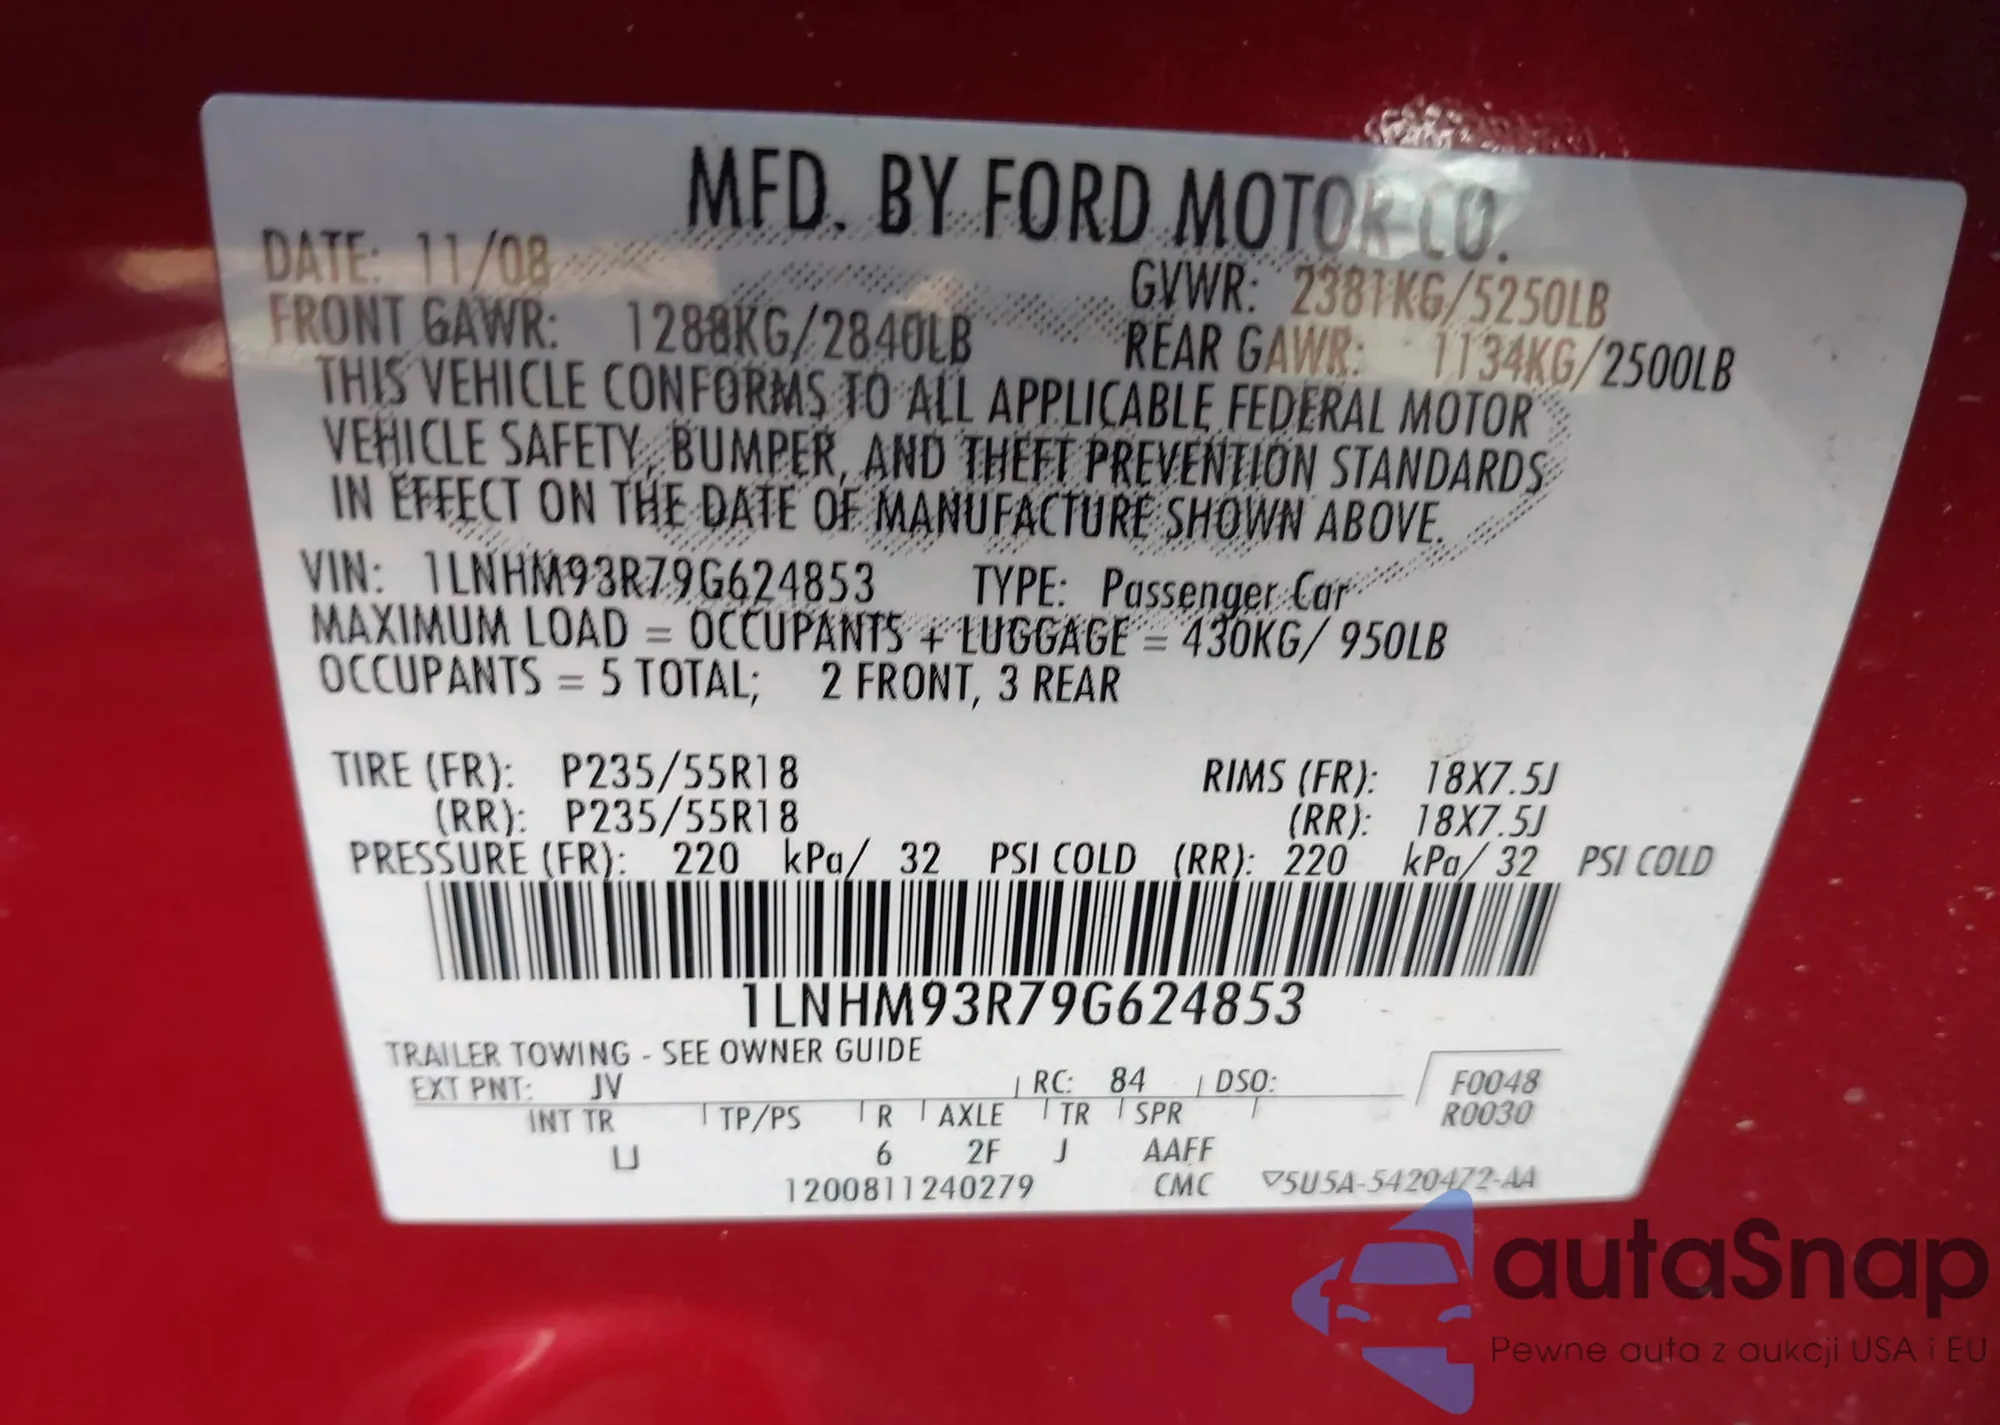 MFD. BY FORD MOTOR CO.
DATE: 11/08 GVWR: 2381KG/5250LB
FRONT GAWR: 1288KG/2840LB REAR GAWR: 1134KG/2500LB
THIS VEHICLE CONFORMS TO ALL APPLICABLE FEDERAL MOTOR
VEHICLE SAFETY, BUMPER, AND THEFT PREVENTION STANDARDS
IN EFFECT ON THE DATE OF MANUFACTURE SHOWN ABOVE.
VIN: 1LNHM93R79G624853 TYPE: Passenger Car
MAXIMUM LOAD = OCCUPANTS + LUGGAGE = 430KG/ 950LB
OCCUPANTS = 5 TOTAL; 2 FRONT, 3 REAR
TIRE (FR): P235/55R18 RIMS (FR): 18X7.5J
(RR): P235/55R18 (RR): 18X7.5J
PRESSURE (FR): 220 kPa/ 32 PSI COLD (RR): 220 kPa/ 32 PSI COLD
1LNHM93R79G624853
TRAILER TOWING - SEE OWNER GUIDE
EXT PNT: JV RC: 84 DSO: F0048
INT TR TP/PS R AXLE TR SPR R0030
LJ 6 2F J AAFF
1200811240279 CMC ▽5U5A-5420472-AA
autaSnap
Pewne auta z aukcji USA i EU